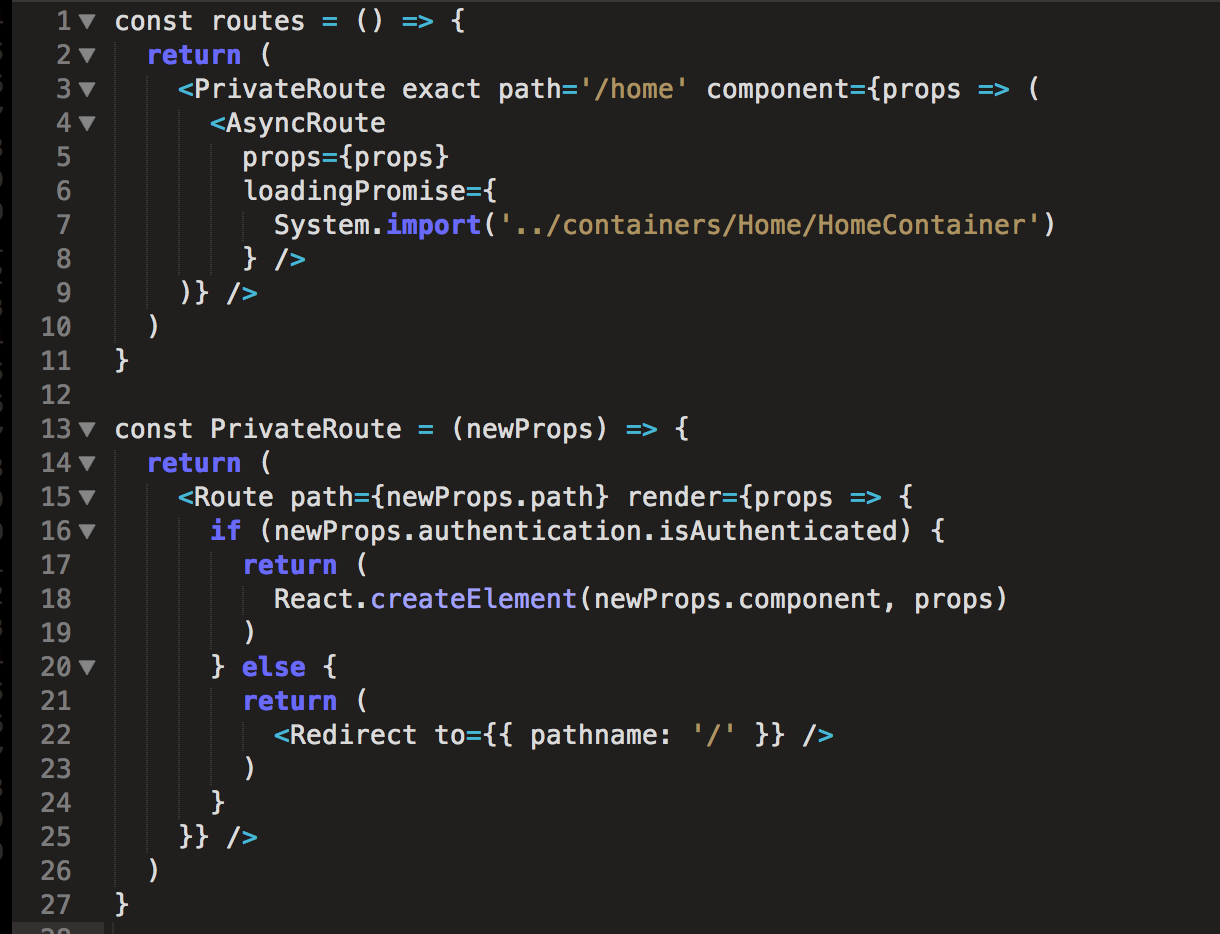 1 const routes = () => {
2 return (
3 <PrivateRoute exact path='/home' component={props => (
4 <AsyncRoute
5 props={props}
6 loadingPromise={
7 System.import('../containers/Home/HomeContainer')
8 } />
9 )} />
10 )
11 }
12
13 const PrivateRoute = (newProps) => {
14 return (
15 <Route path={newProps.path} render={props => {
16 if (newProps.authentication.isAuthenticated) {
17 return (
18 React.createElement(newProps.component, props)
19 )
20 } else {
21 return (
22 <Redirect to={{ pathname: '/' }} />
23 )
24 }
25 }} />
26 )
27 }
28